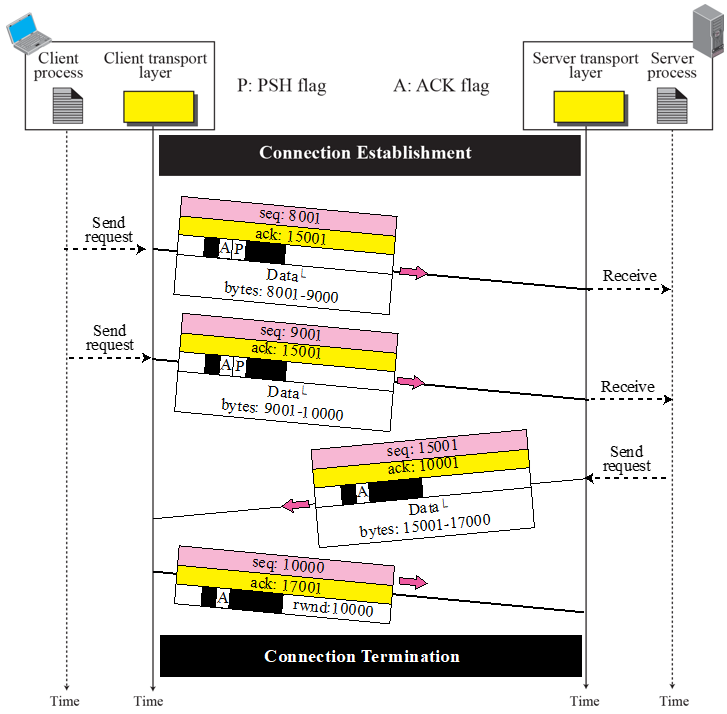 Client
process
Client transport
layer
P: PSH flag
A: ACK flag
Server transport
layer
Server
process
Connection Establishment
Send
request
seq: 8001
ack: 15001
A P
Data
bytes: 8001-9000
Receive
Send
request
seq: 9001
ack: 15001
A P
Data
bytes: 9001-10000
Receive
Send
request
seq: 15001
ack: 10001
A
Data
bytes: 15001-17000
seq: 10000
ack: 17001
A
rwnd:10000
Connection Termination
Time
Time
Time
Time